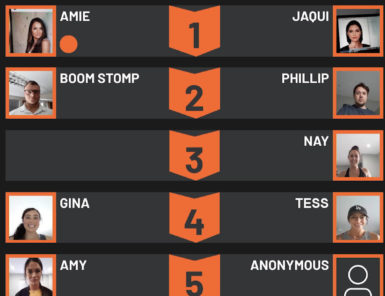 AMIE 1 JAQUI
BOOM STOMP 2 PHILLIP
3 NAY
GINA 4 TESS
AMY 5 ANONYMOUS